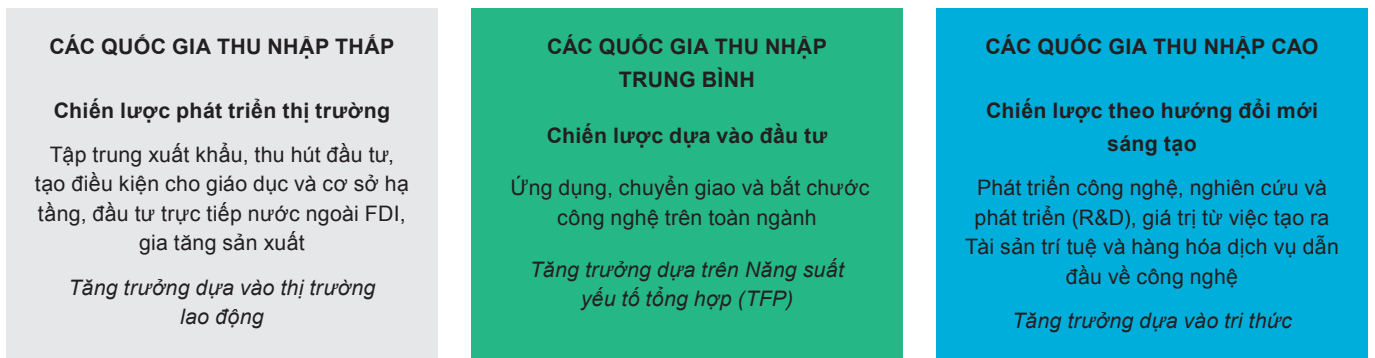 CÁC QUỐC GIA THU NHẬP THẤP
Chiến lược phát triển thị trường
Tập trung xuất khẩu, thu hút đầu tư,
tạo điều kiện cho giáo dục và cơ sở hạ
tầng, đầu tư trực tiếp nước ngoài FDI,
gia tăng sản xuất
Tăng trưởng dựa vào thị trường
lao động
CÁC QUỐC GIA THU NHẬP
TRUNG BÌNH
Chiến lược dựa vào đầu tư
Ứng dụng, chuyển giao và bắt chước
công nghệ trên toàn ngành
Tăng trưởng dựa trên Năng suất
yếu tố tổng hợp (TFP)
CÁC QUỐC GIA THU NHẬP CAO
Chiến lược theo hướng đổi mới
sáng tạo
Phát triển công nghệ, nghiên cứu và
phát triển (R&D), giá trị từ việc tạo ra
Tài sản trí tuệ và hàng hóa dịch vụ dẫn
đầu về công nghệ
Tăng trưởng dựa vào tri thức